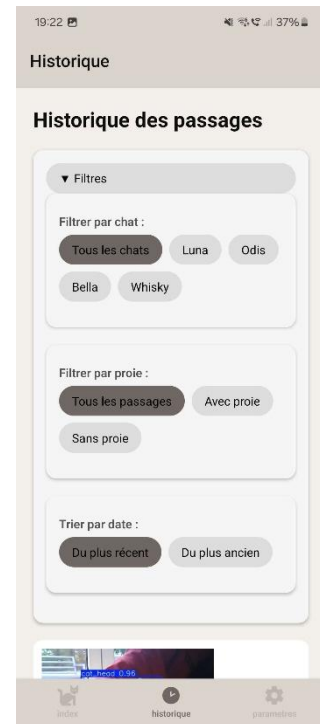 19:22 37%
Historique
Historique des passages
▼ Filtres
Filtrer par chat :
Tous les chats Luna Odis
Bella Whisky
Filtrer par proie :
Tous les passages Avec proie
Sans proie
Trier par date :
Du plus récent Du plus ancien
cat_head 0.96
index historique parametres